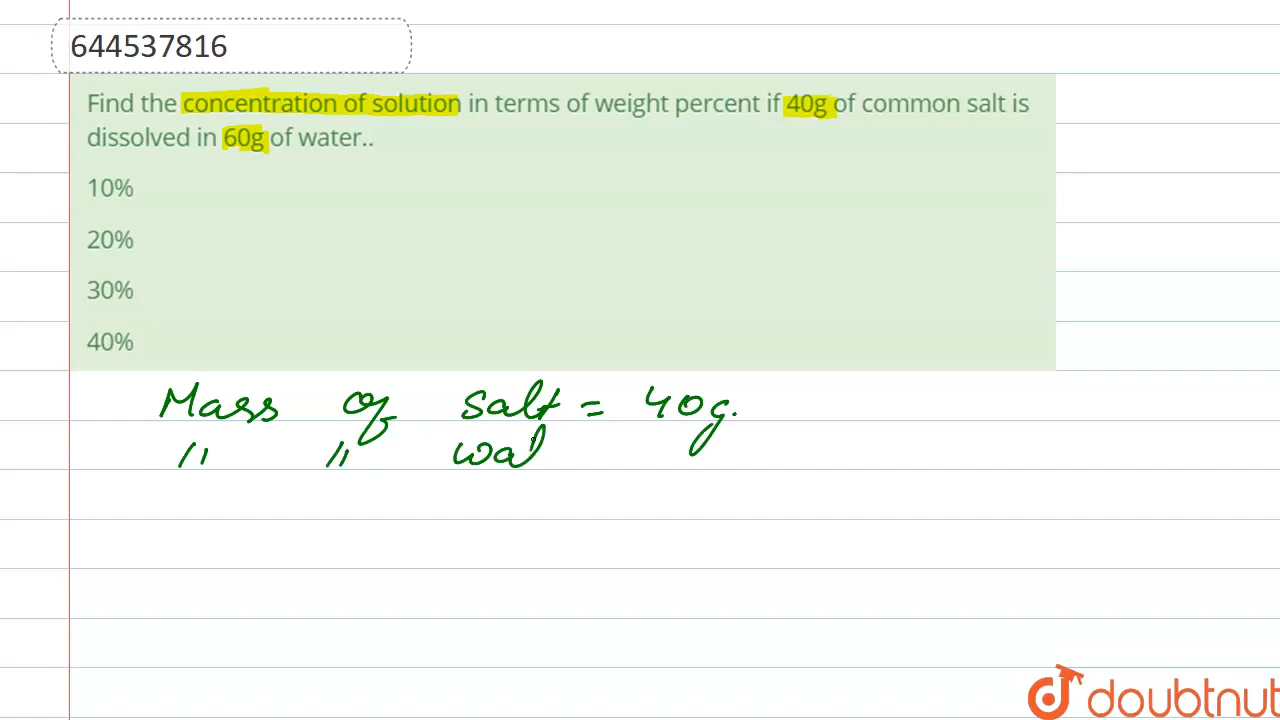 644537816
Find the concentration of solution in terms of weight percent if 40g of common salt is
dissolved in 60g of water..
10%
20%
30%
40%
Mass of salt = 40g.
" " wat
doubtnut